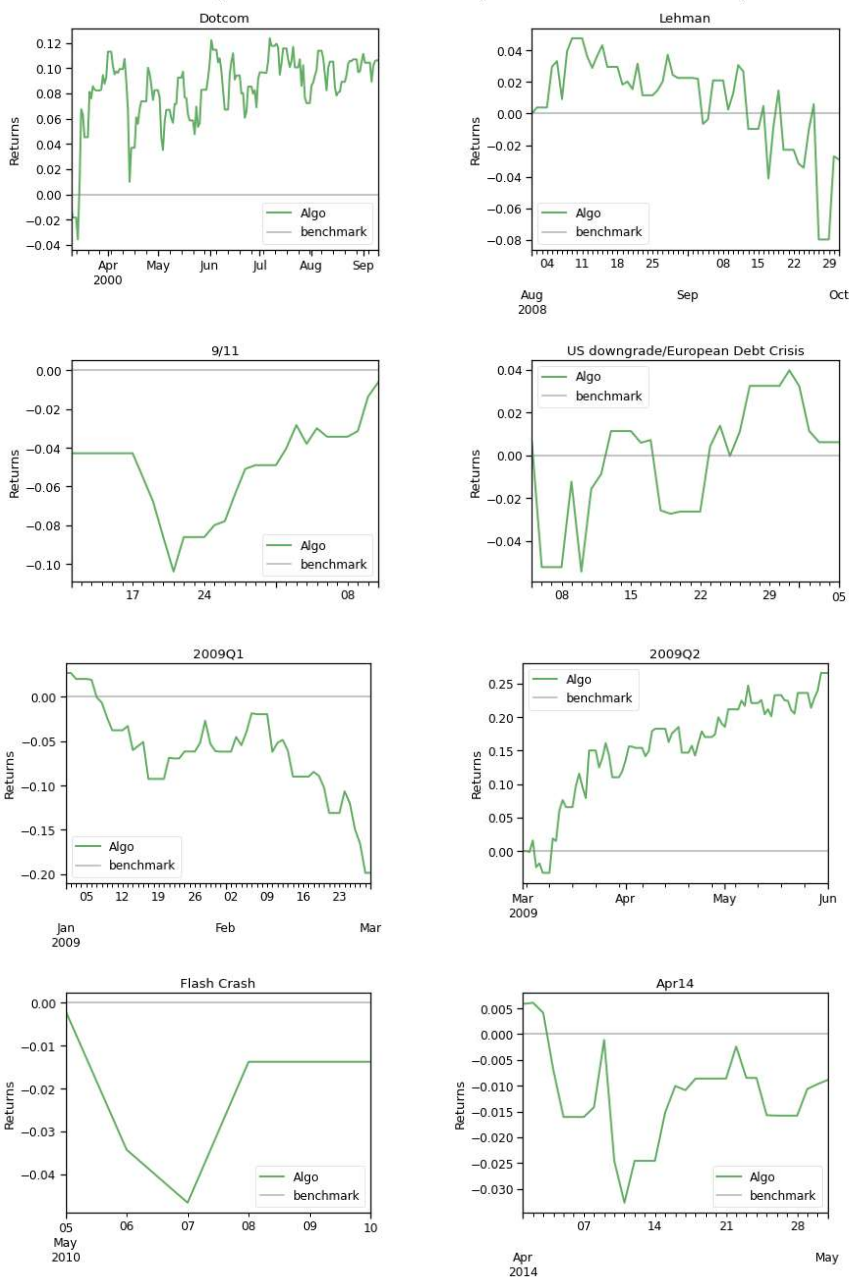 Dotcom
0.12
0.10
0.08
0.06
0.04
0.02
0.00
−0.02
−0.04
Returns
Algo
benchmark
Apr May Jun Jul Aug Sep
2000
Lehman
0.04
0.02
0.00
−0.02
−0.04
−0.06
−0.08
Returns
Algo
benchmark
04 11 18 25 08 15 22 29
Aug Sep Oct
2008
9/11
0.00
−0.02
−0.04
−0.06
−0.08
−0.10
Returns
Algo
benchmark
17 24 08
US downgrade/European Debt Crisis
0.04
0.02
0.00
−0.02
−0.04
Returns
Algo
benchmark
08 15 22 29 05
2009Q1
0.00
−0.05
−0.10
−0.15
−0.20
Returns
Algo
benchmark
05 12 19 26 02 09 16 23
Jan Feb Mar
2009
2009Q2
0.25
0.20
0.15
0.10
0.05
0.00
Returns
Algo
benchmark
Mar Apr May Jun
2009
Flash Crash
0.00
−0.01
−0.02
−0.03
−0.04
Returns
Algo
benchmark
05 06 07 08 09 10
May
2010
Apr14
0.005
0.000
−0.005
−0.010
−0.015
−0.020
−0.025
−0.030
Returns
Algo
benchmark
07 14 21 28
Apr May
2014